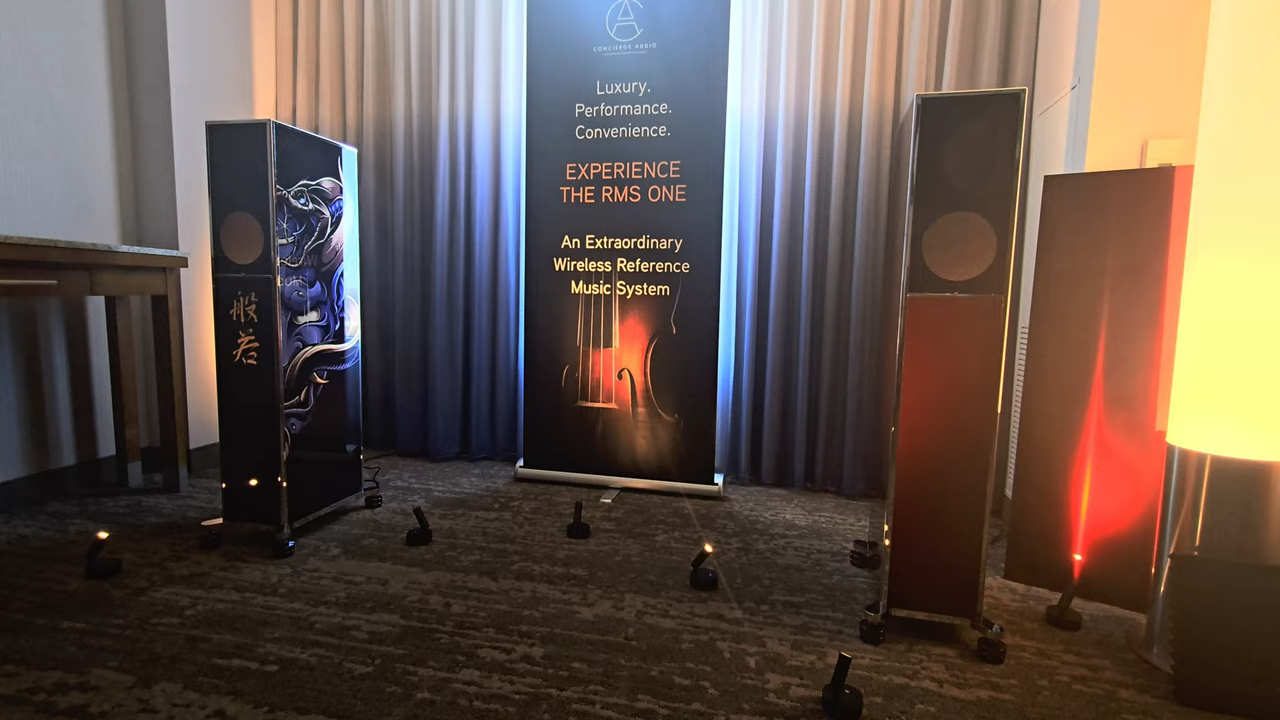 CONCIERGE AUDIO
Luxury.
Performance.
Convenience.
EXPERIENCE
THE RMS ONE
An Extraordinary
Wireless Reference
Music System
般
若